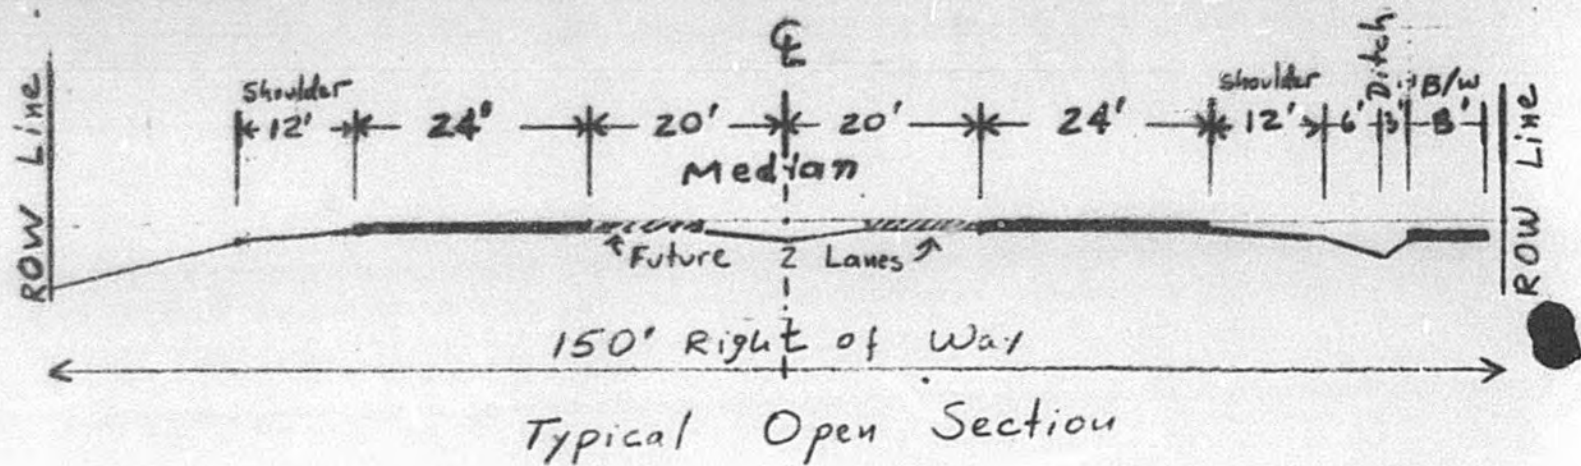 ℄
Ditch
Shoulder
Shoulder
B/W
12' 24' 20' 20' 24' 12' 6' 3' 8'
Median
ROW Line
ROW Line
Future 2 Lanes
150' Right of Way
Typical Open Section